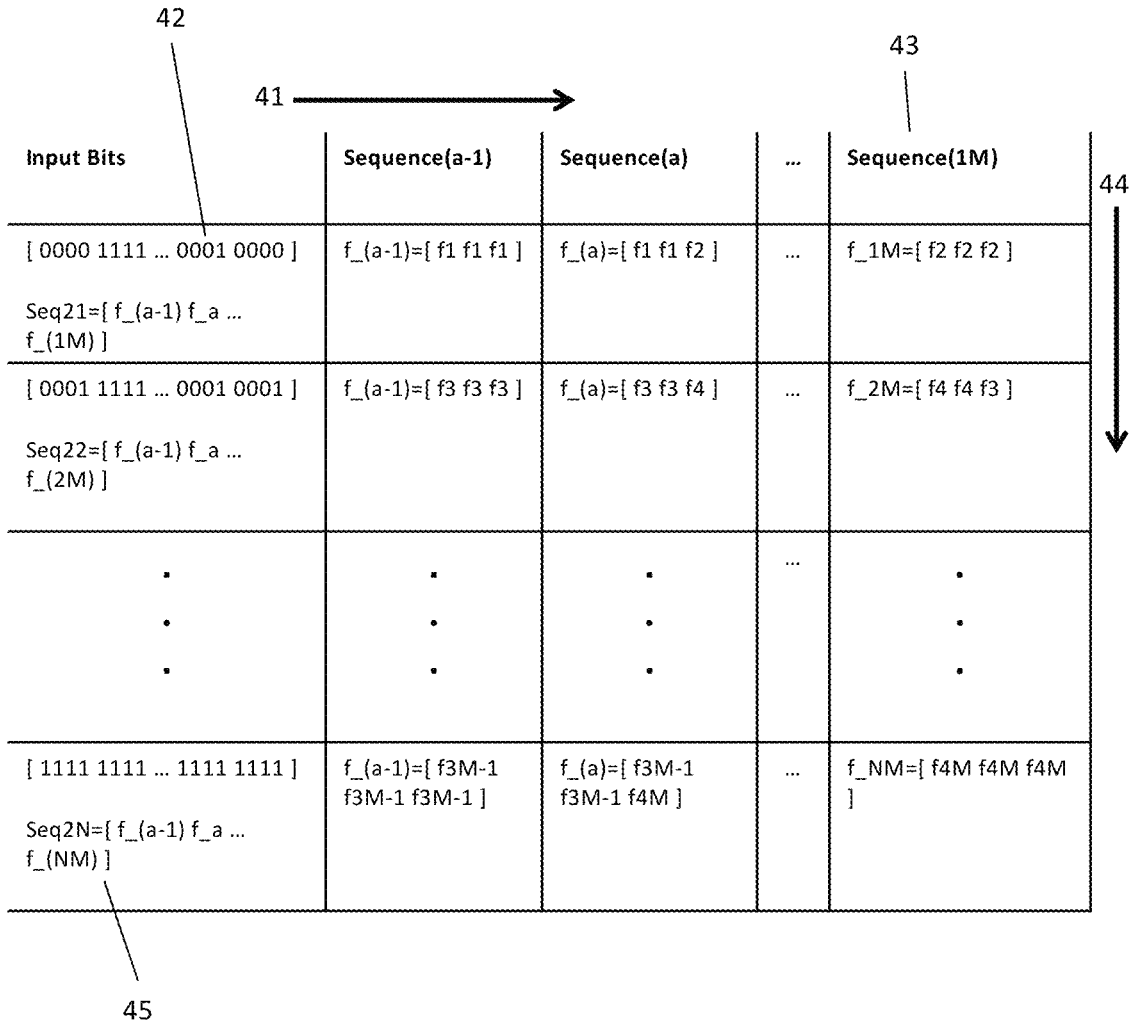 42
43
41
44
Input Bits
Sequence(a-1)
Sequence(a)
...
Sequence(1M)
[ 0000 1111 ... 0001 0000 ]
Seq21=[ f_(a-1) f_a ...
f_(1M) ]
f_(a-1)=[ f1 f1 f1 ]
f_(a)=[ f1 f1 f2 ]
...
f_1M=[ f2 f2 f2 ]
[ 0001 1111 ... 0001 0001 ]
Seq22=[ f_(a-1) f_a ...
f_(2M) ]
f_(a-1)=[ f3 f3 f3 ]
f_(a)=[ f3 f3 f4 ]
...
f_2M=[ f4 f4 f3 ]
...
[ 1111 1111 ... 1111 1111 ]
Seq2N=[ f_(a-1) f_a ...
f_(NM) ]
f_(a-1)=[ f3M-1
f3M-1 f3M-1 ]
f_(a)=[ f3M-1
f3M-1 f4M ]
...
f_NM=[ f4M f4M f4M
]
45